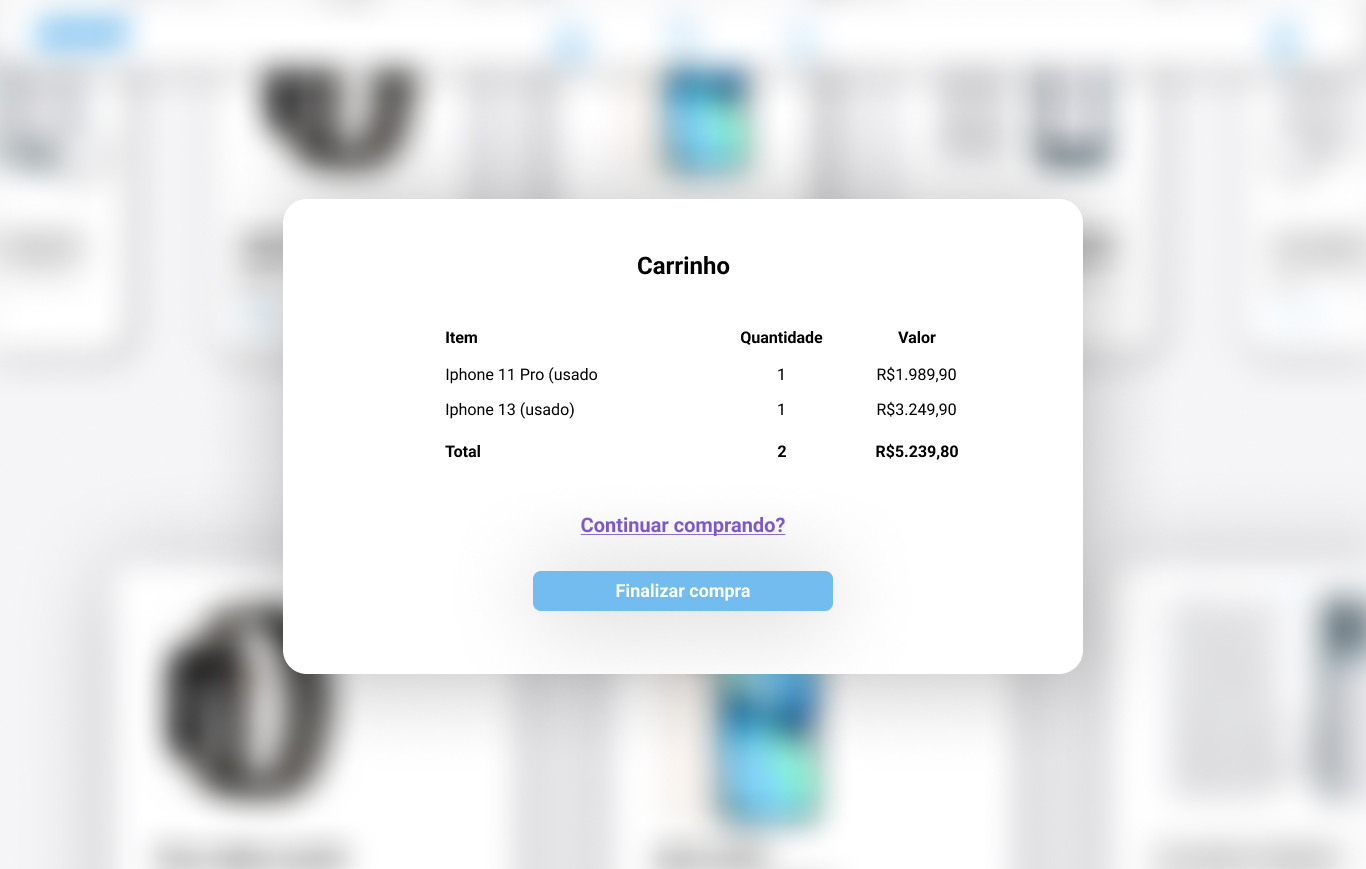 Carrinho
Item Quantidade Valor
Iphone 11 Pro (usado 1 R$1.989,90
Iphone 13 (usado) 1 R$3.249,90
Total 2 R$5.239,80
Continuar comprando?
Finalizar compra